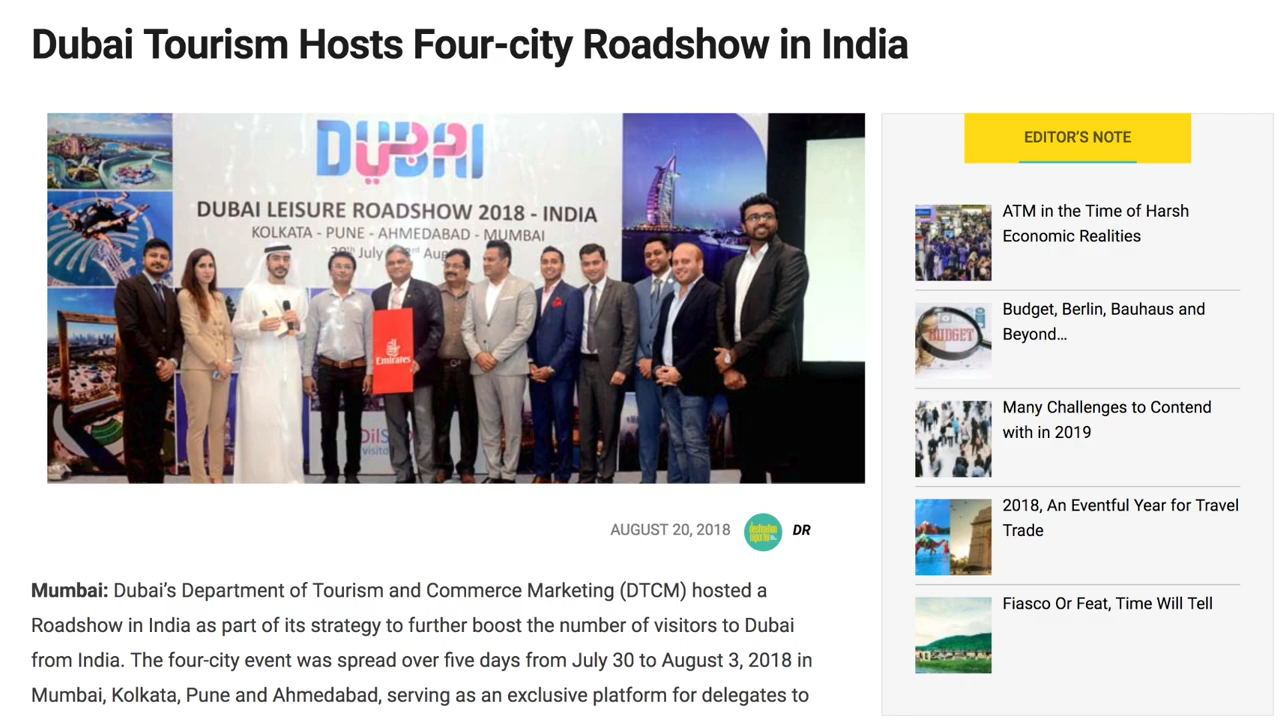 Dubai Tourism Hosts Four-city Roadshow in India
DUBAI
DUBAI LEISURE ROADSHOW 2018 - INDIA
KOLKATA - PUNE - AHMEDABAD - MUMBAI
July
Aug
Emirates
AUGUST 20, 2018
destination
reporter
DR
Mumbai: Dubai’s Department of Tourism and Commerce Marketing (DTCM) hosted a
Roadshow in India as part of its strategy to further boost the number of visitors to Dubai
from India. The four-city event was spread over five days from July 30 to August 3, 2018 in
Mumbai, Kolkata, Pune and Ahmedabad, serving as an exclusive platform for delegates to
EDITOR’S NOTE
ATM in the Time of Harsh
Economic Realities
BUDGET
Budget, Berlin, Bauhaus and
Beyond...
Many Challenges to Contend
with in 2019
2018, An Eventful Year for Travel
Trade
Fiasco Or Feat, Time Will Tell